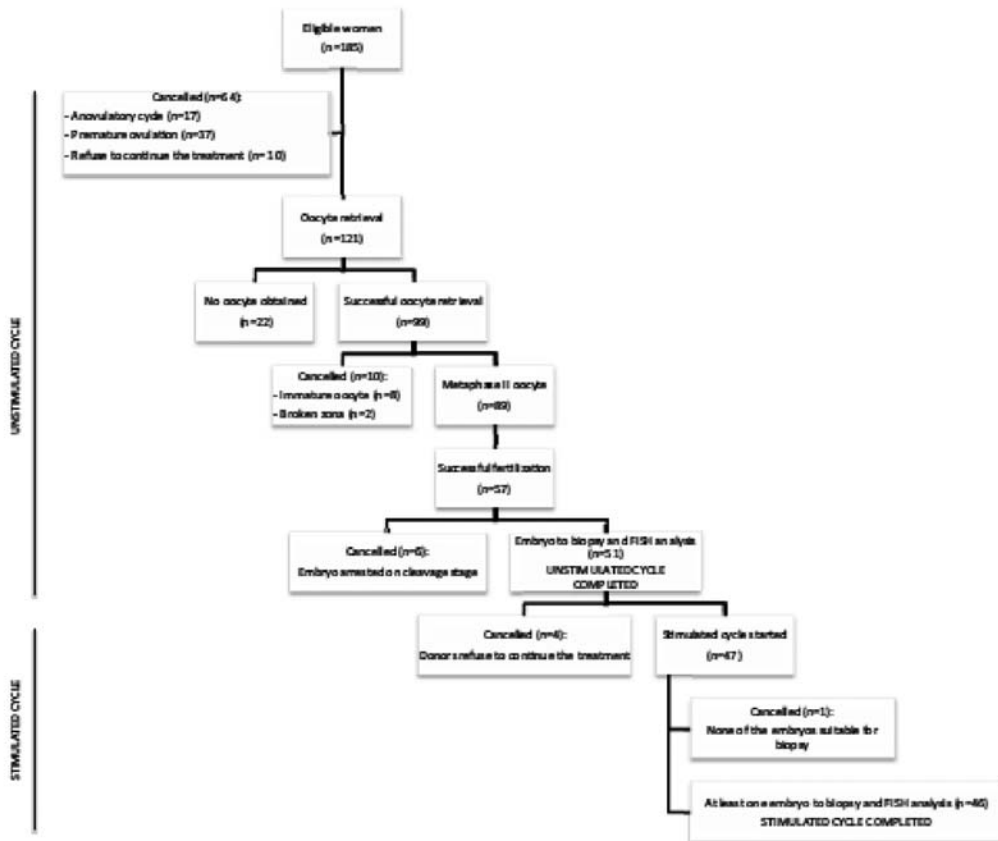 Eligible women
(n=185)
Cancelled (n=64):
- Anovulatory cycle (n=17)
- Premature ovulation (n=37)
- Refuse to continue the treatment (n= 10)
Oocyte retrieval
(n=121)
No oocyte obtained
(n=22)
Successful oocyte retrieval
(n=99)
Cancelled (n=10):
- Immature oocyte (n=8)
- Broken zona (n=2)
Metaphase II oocyte
(n=89)
Successful fertilization
(n=57)
Cancelled (n=6):
Embryo arrested on cleavage stage
Embryo to biopsy and FISH analysis
(n=51)
UNSTIMULATED CYCLE
COMPLETED
UNSTIMULATED CYCLE
Cancelled (n=4):
Donors refuse to continue the treatment
Stimulated cycle started
(n=47)
Cancelled (n=1):
None of the embryos suitable for
biopsy
At least one embryo to biopsy and FISH analysis (n=46)
STIMULATED CYCLE COMPLETED
STIMULATED CYCLE